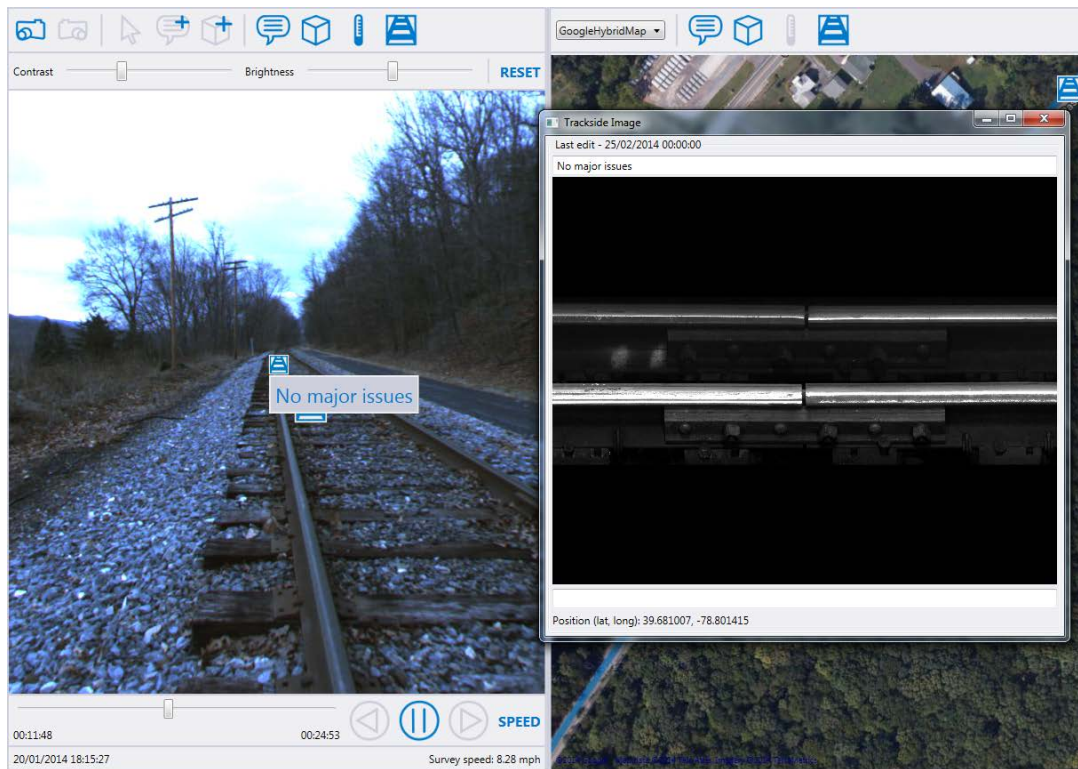 GoogleHybridMap
Contrast
Brightness
RESET
Trackside Image
Last edit - 25/02/2014 00:00:00
No major issues
No major issues
Position (lat, long): 39.681007, -78.801415
00:11:48
00:24:53
SPEED
20/01/2014 18:15:27
Survey speed: 8.28 mph